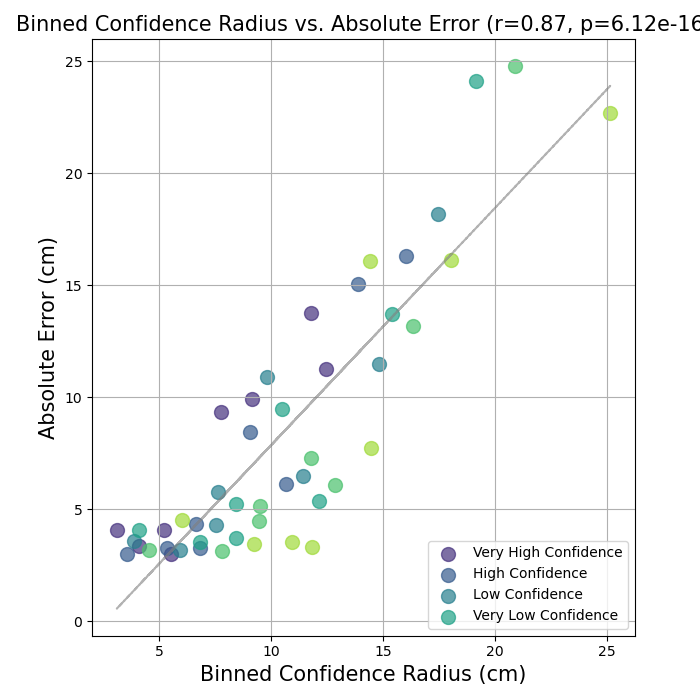 Binned Confidence Radius vs. Absolute Error (r=0.87, p=6.12e-16
25
20
15
10
5
0
Absolute Error (cm)
5 10 15 20 25
Binned Confidence Radius (cm)
Very High Confidence
High Confidence
Low Confidence
Very Low Confidence